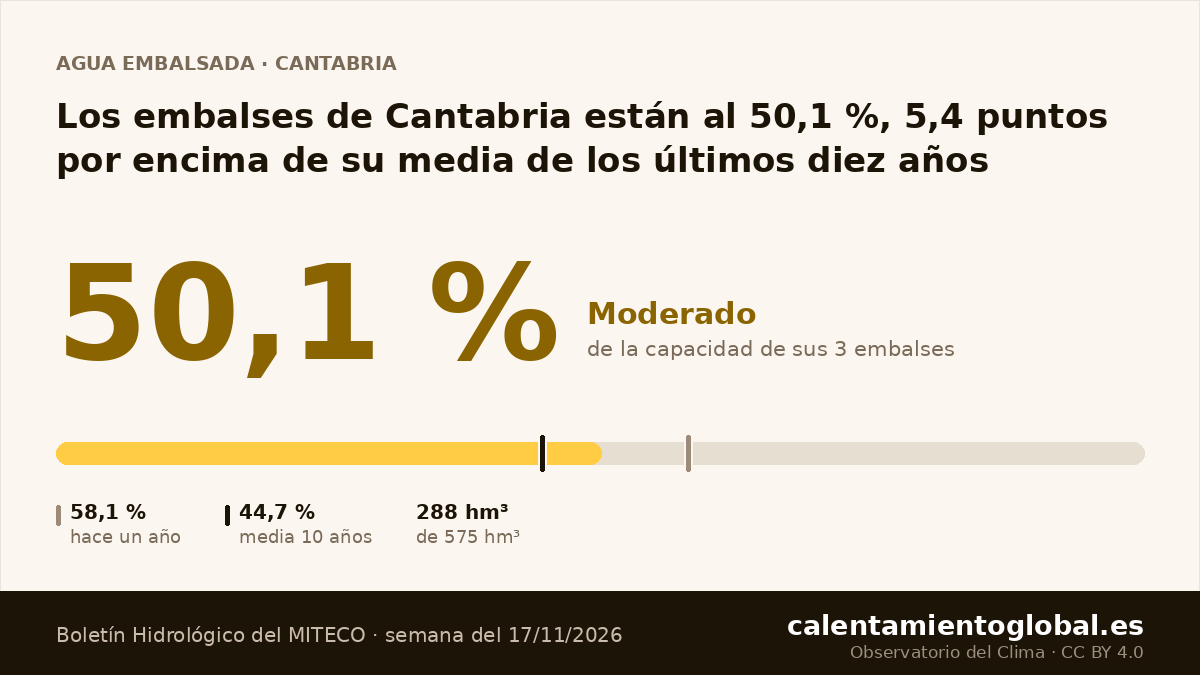 AGUA EMBALSADA · CANTABRIA
Los embalses de Cantabria están al 50,1 %, 5,4 puntos
por encima de su media de los últimos diez años
50,1 %
Moderado
de la capacidad de sus 3 embalses
58,1 %
hace un año
44,7 %
media 10 años
288 hm³
de 575 hm³
Boletín Hidrológico del MITECO · semana del 17/11/2026
calentamientoglobal.es
Observatorio del Clima · CC BY 4.0